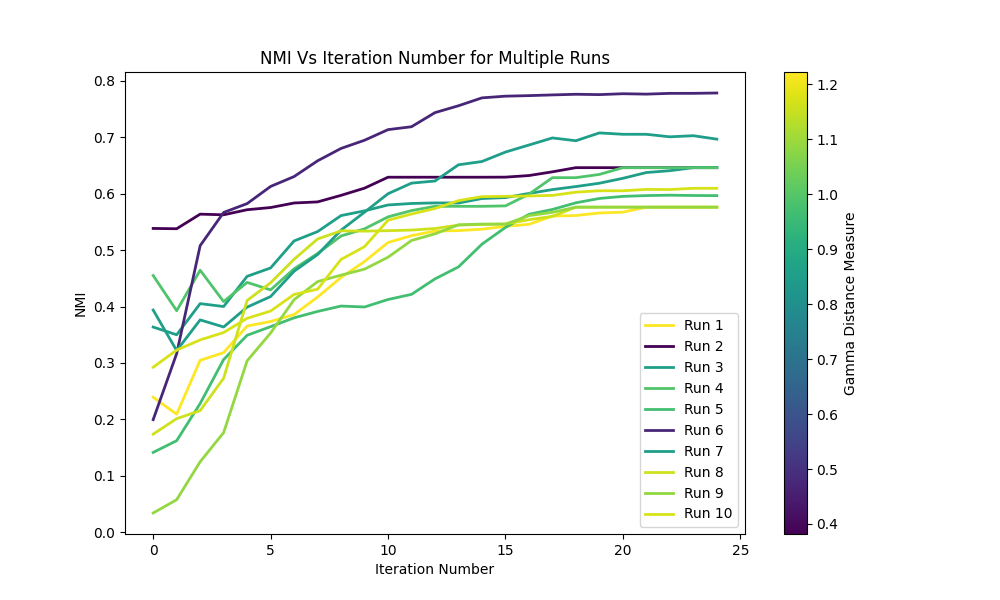 NMI Vs Iteration Number for Multiple Runs
NMI
0.8
0.7
0.6
0.5
0.4
0.3
0.2
0.1
0.0
0
5
10
15
20
25
Iteration Number
Run 1
Run 2
Run 3
Run 4
Run 5
Run 6
Run 7
Run 8
Run 9
Run 10
1.2
1.1
1.0
0.9
0.8
0.7
0.6
0.5
0.4
Gamma Distance Measure